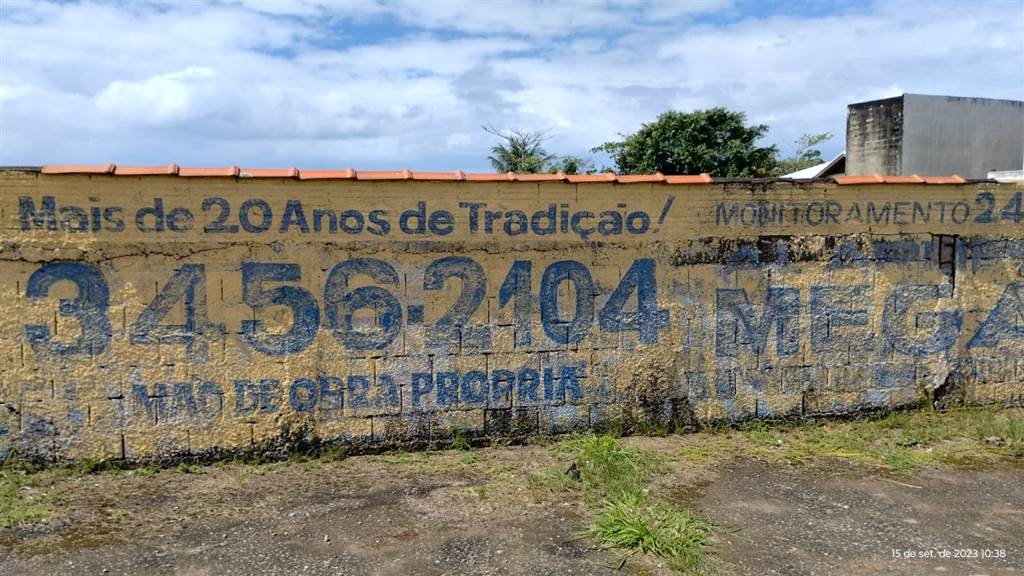 Mais de 20 Anos de Tradição!
3456-2104
MÃO DE OBRA PROPRIA
MONITORAMENTO 24
MEGA
15 de set. de 2023 10:38